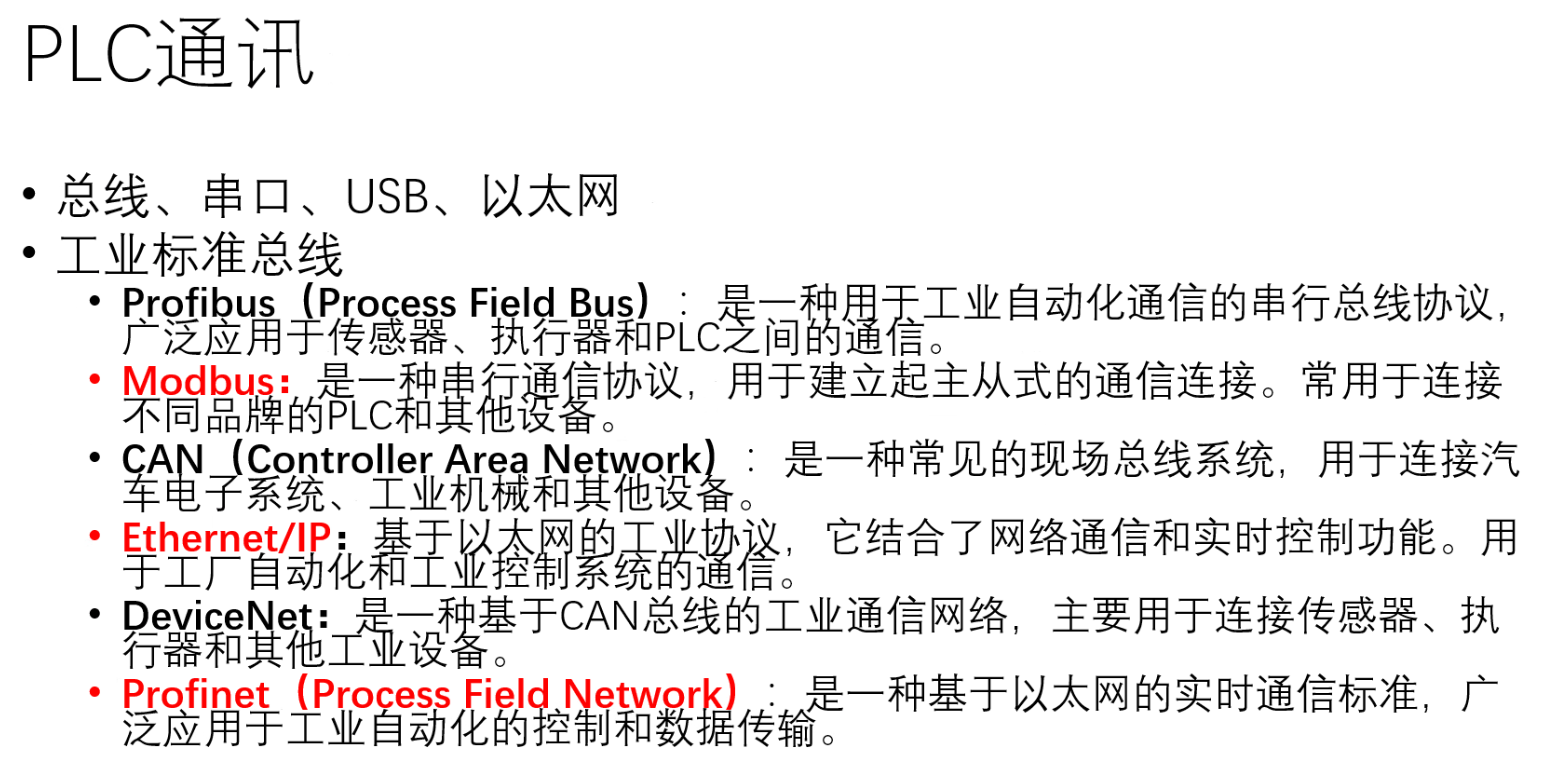 PLC通讯
• 总线、串口、USB、以太网
• 工业标准总线
• Profibus（Process Field Bus）：是一种用于工业自动化通信的串行总线协议，
广泛应用于传感器、执行器和PLC之间的通信。
• Modbus：是一种串行通信协议，用于建立起主从式的通信连接。常用于连接
不同品牌的PLC和其他设备。
• CAN（Controller Area Network）：是一种常见的现场总线系统，用于连接汽
车电子系统、工业机械和其他设备。
• Ethernet/IP：基于以太网的工业协议，它结合了网络通信和实时控制功能。用
于工厂自动化和工业控制系统的通信。
• DeviceNet：是一种基于CAN总线的工业通信网络，主要用于连接传感器、执
行器和其他工业设备。
• Profinet（Process Field Network）：是一种基于以太网的实时通信标准，广
泛应用于工业自动化的控制和数据传输。